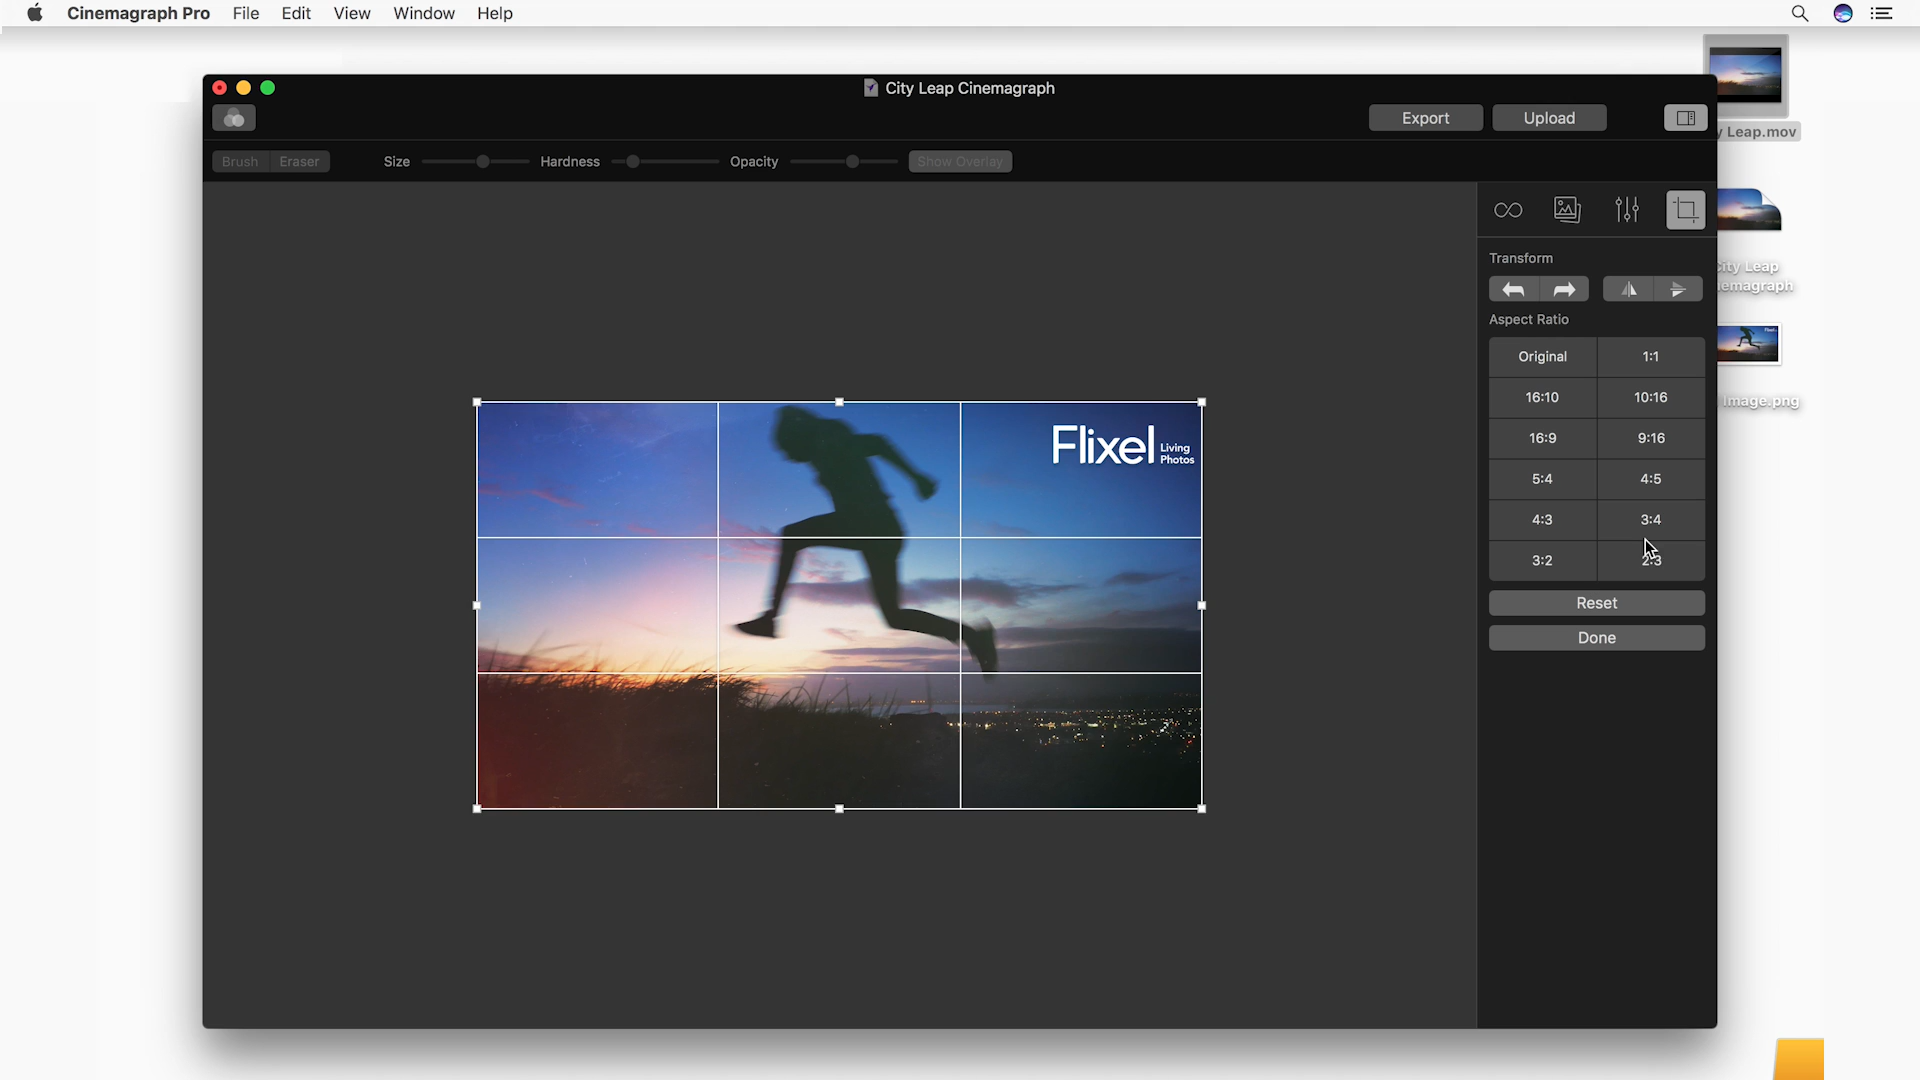 Cinemagraph Pro File Edit View Window Help
City Leap Cinemagraph
Export Upload
y Leap.mov
Brush Eraser Size Hardness Opacity Show Overlay
Transform
City Leap
emagraph
Aspect Ratio
Original 1:1
16:10 10:16
Image.png
16:9 9:16
5:4 4:5
4:3 3:4
3:2 2:3
Reset
Done
Flixel Living
Photos